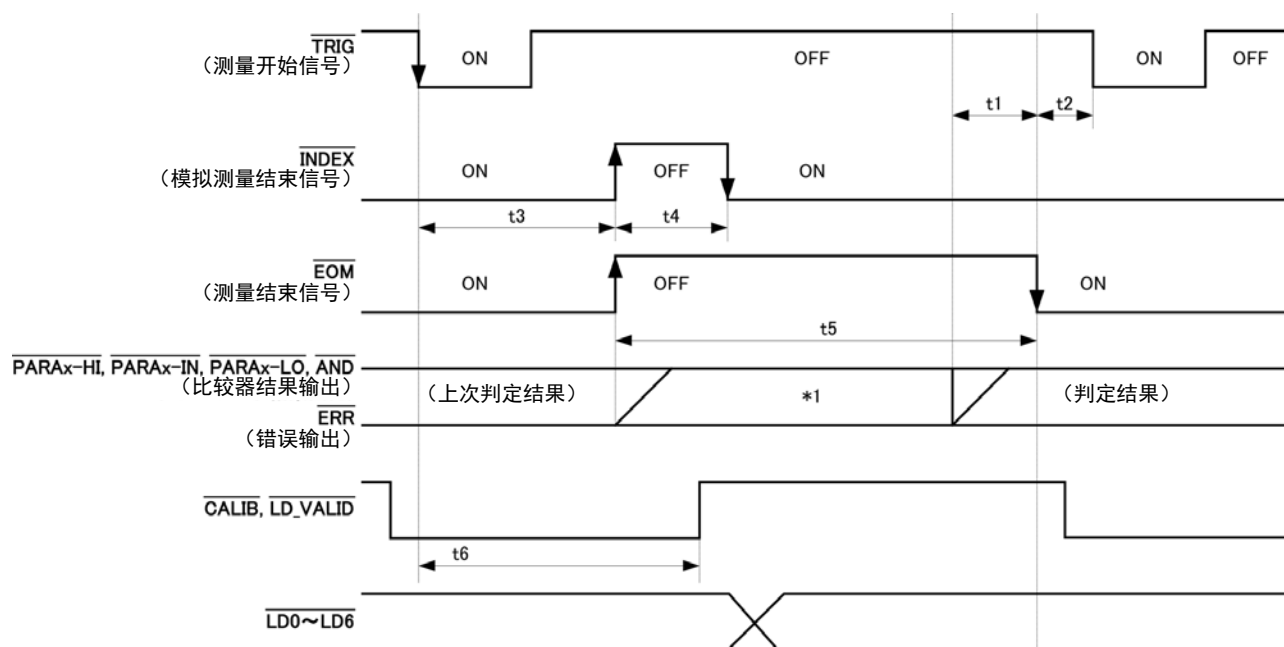 TRIG
（测量开始信号）
ON
OFF
ON
OFF
t1
t2
INDEX
（模拟测量结束信号）
ON
OFF
ON
t3
t4
EOM
（测量结束信号）
ON
OFF
ON
t5
PARAx-HI, PARAx-IN, PARAx-LO, AND
（比较器结果输出）
（上次判定结果）
*1
（判定结果）
ERR
（错误输出）
CALIB, LD_VALID
t6
LD0～LD6